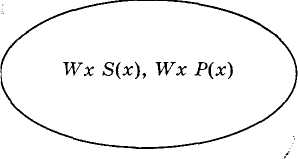 Wx S(x), Wx P(x)